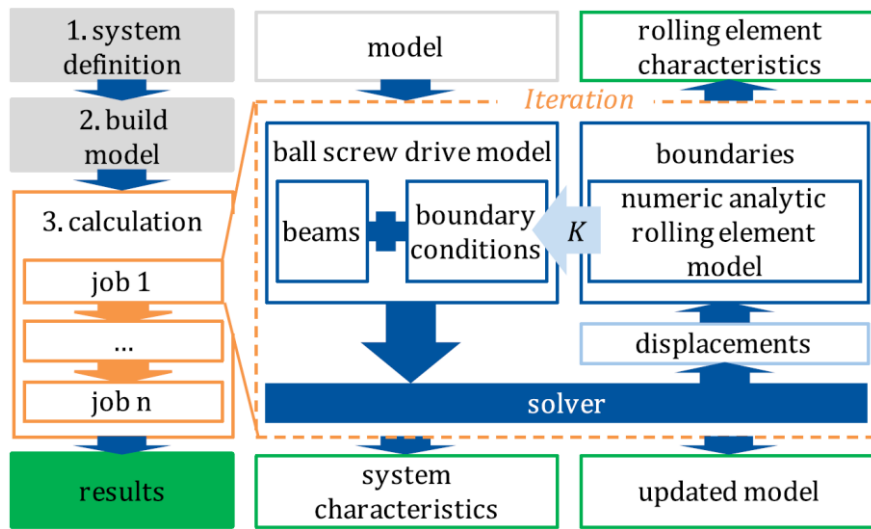 1. system
definition
2. build
model
3. calculation
job 1
...
job n
results
model
Iteration
ball screw drive model
beams
boundary
conditions
K
boundaries
numeric analytic
rolling element
model
displacements
solver
rolling element
characteristics
system
characteristics
updated model